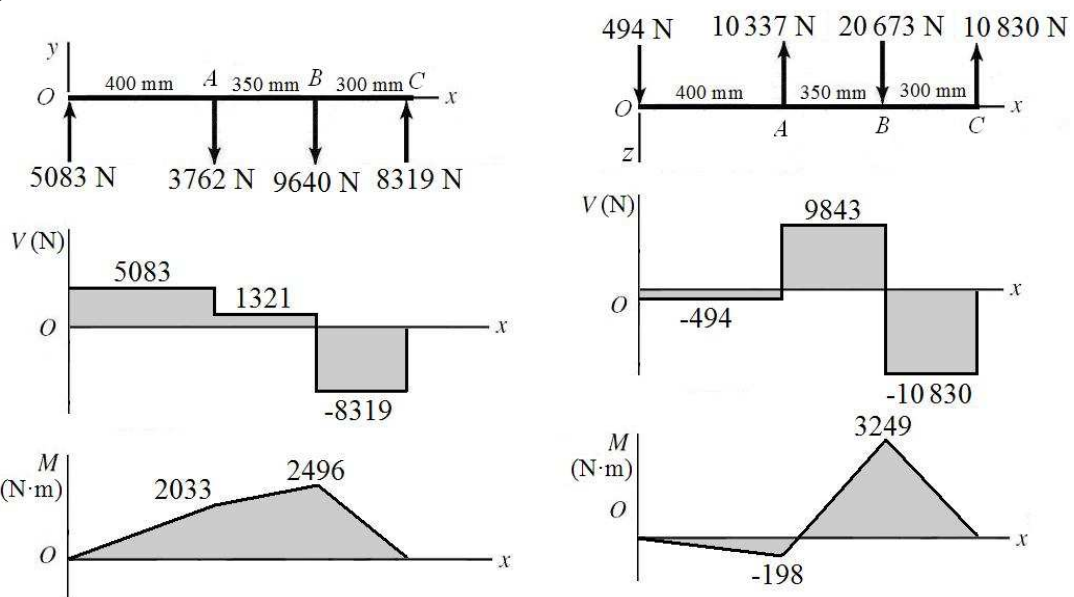 y
O 400 mm A 350 mm B 300 mm C x
5083 N 3762 N 9640 N 8319 N
V (N)
5083
1321
O x
-8319
M
(N·m)
2033
2496
O x
494 N 10 337 N 20 673 N 10 830 N
O 400 mm 350 mm 300 mm x
A B C
z
V (N)
9843
O x
-494
-10 830
M
(N·m)
3249
O
x
-198